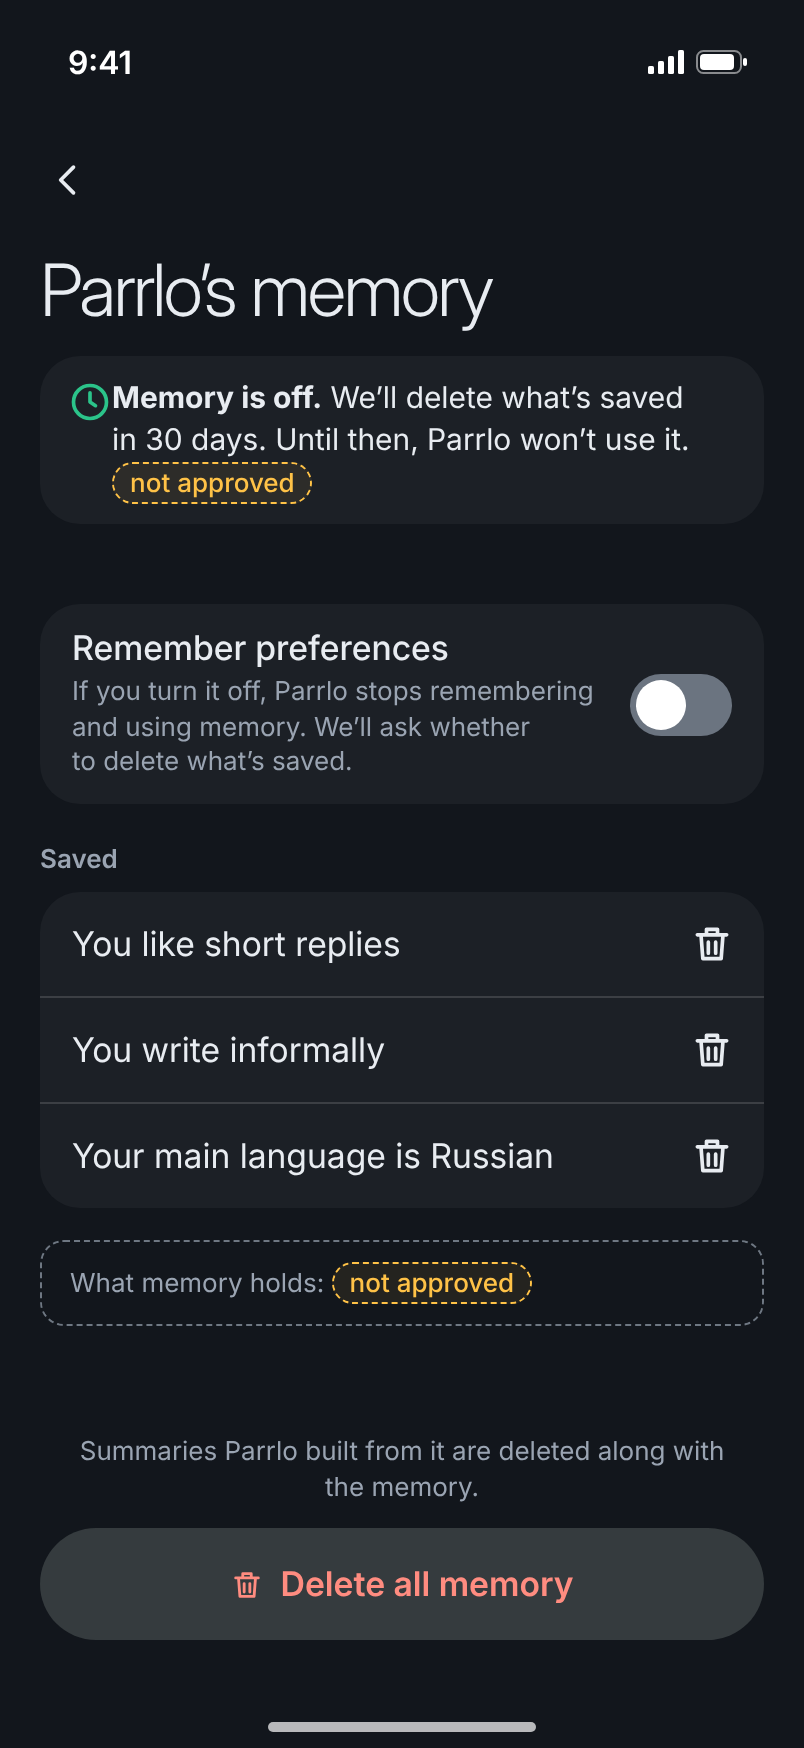 9:41
Parrlo’s memory
Memory is off. We’ll delete what’s saved
in 30 days. Until then, Parrlo won’t use it.
not approved
Remember preferences
If you turn it off, Parrlo stops remembering
and using memory. We’ll ask whether
to delete what’s saved.
Saved
You like short replies
You write informally
Your main language is Russian
What memory holds: not approved
Summaries Parrlo built from it are deleted along with
the memory.
Delete all memory